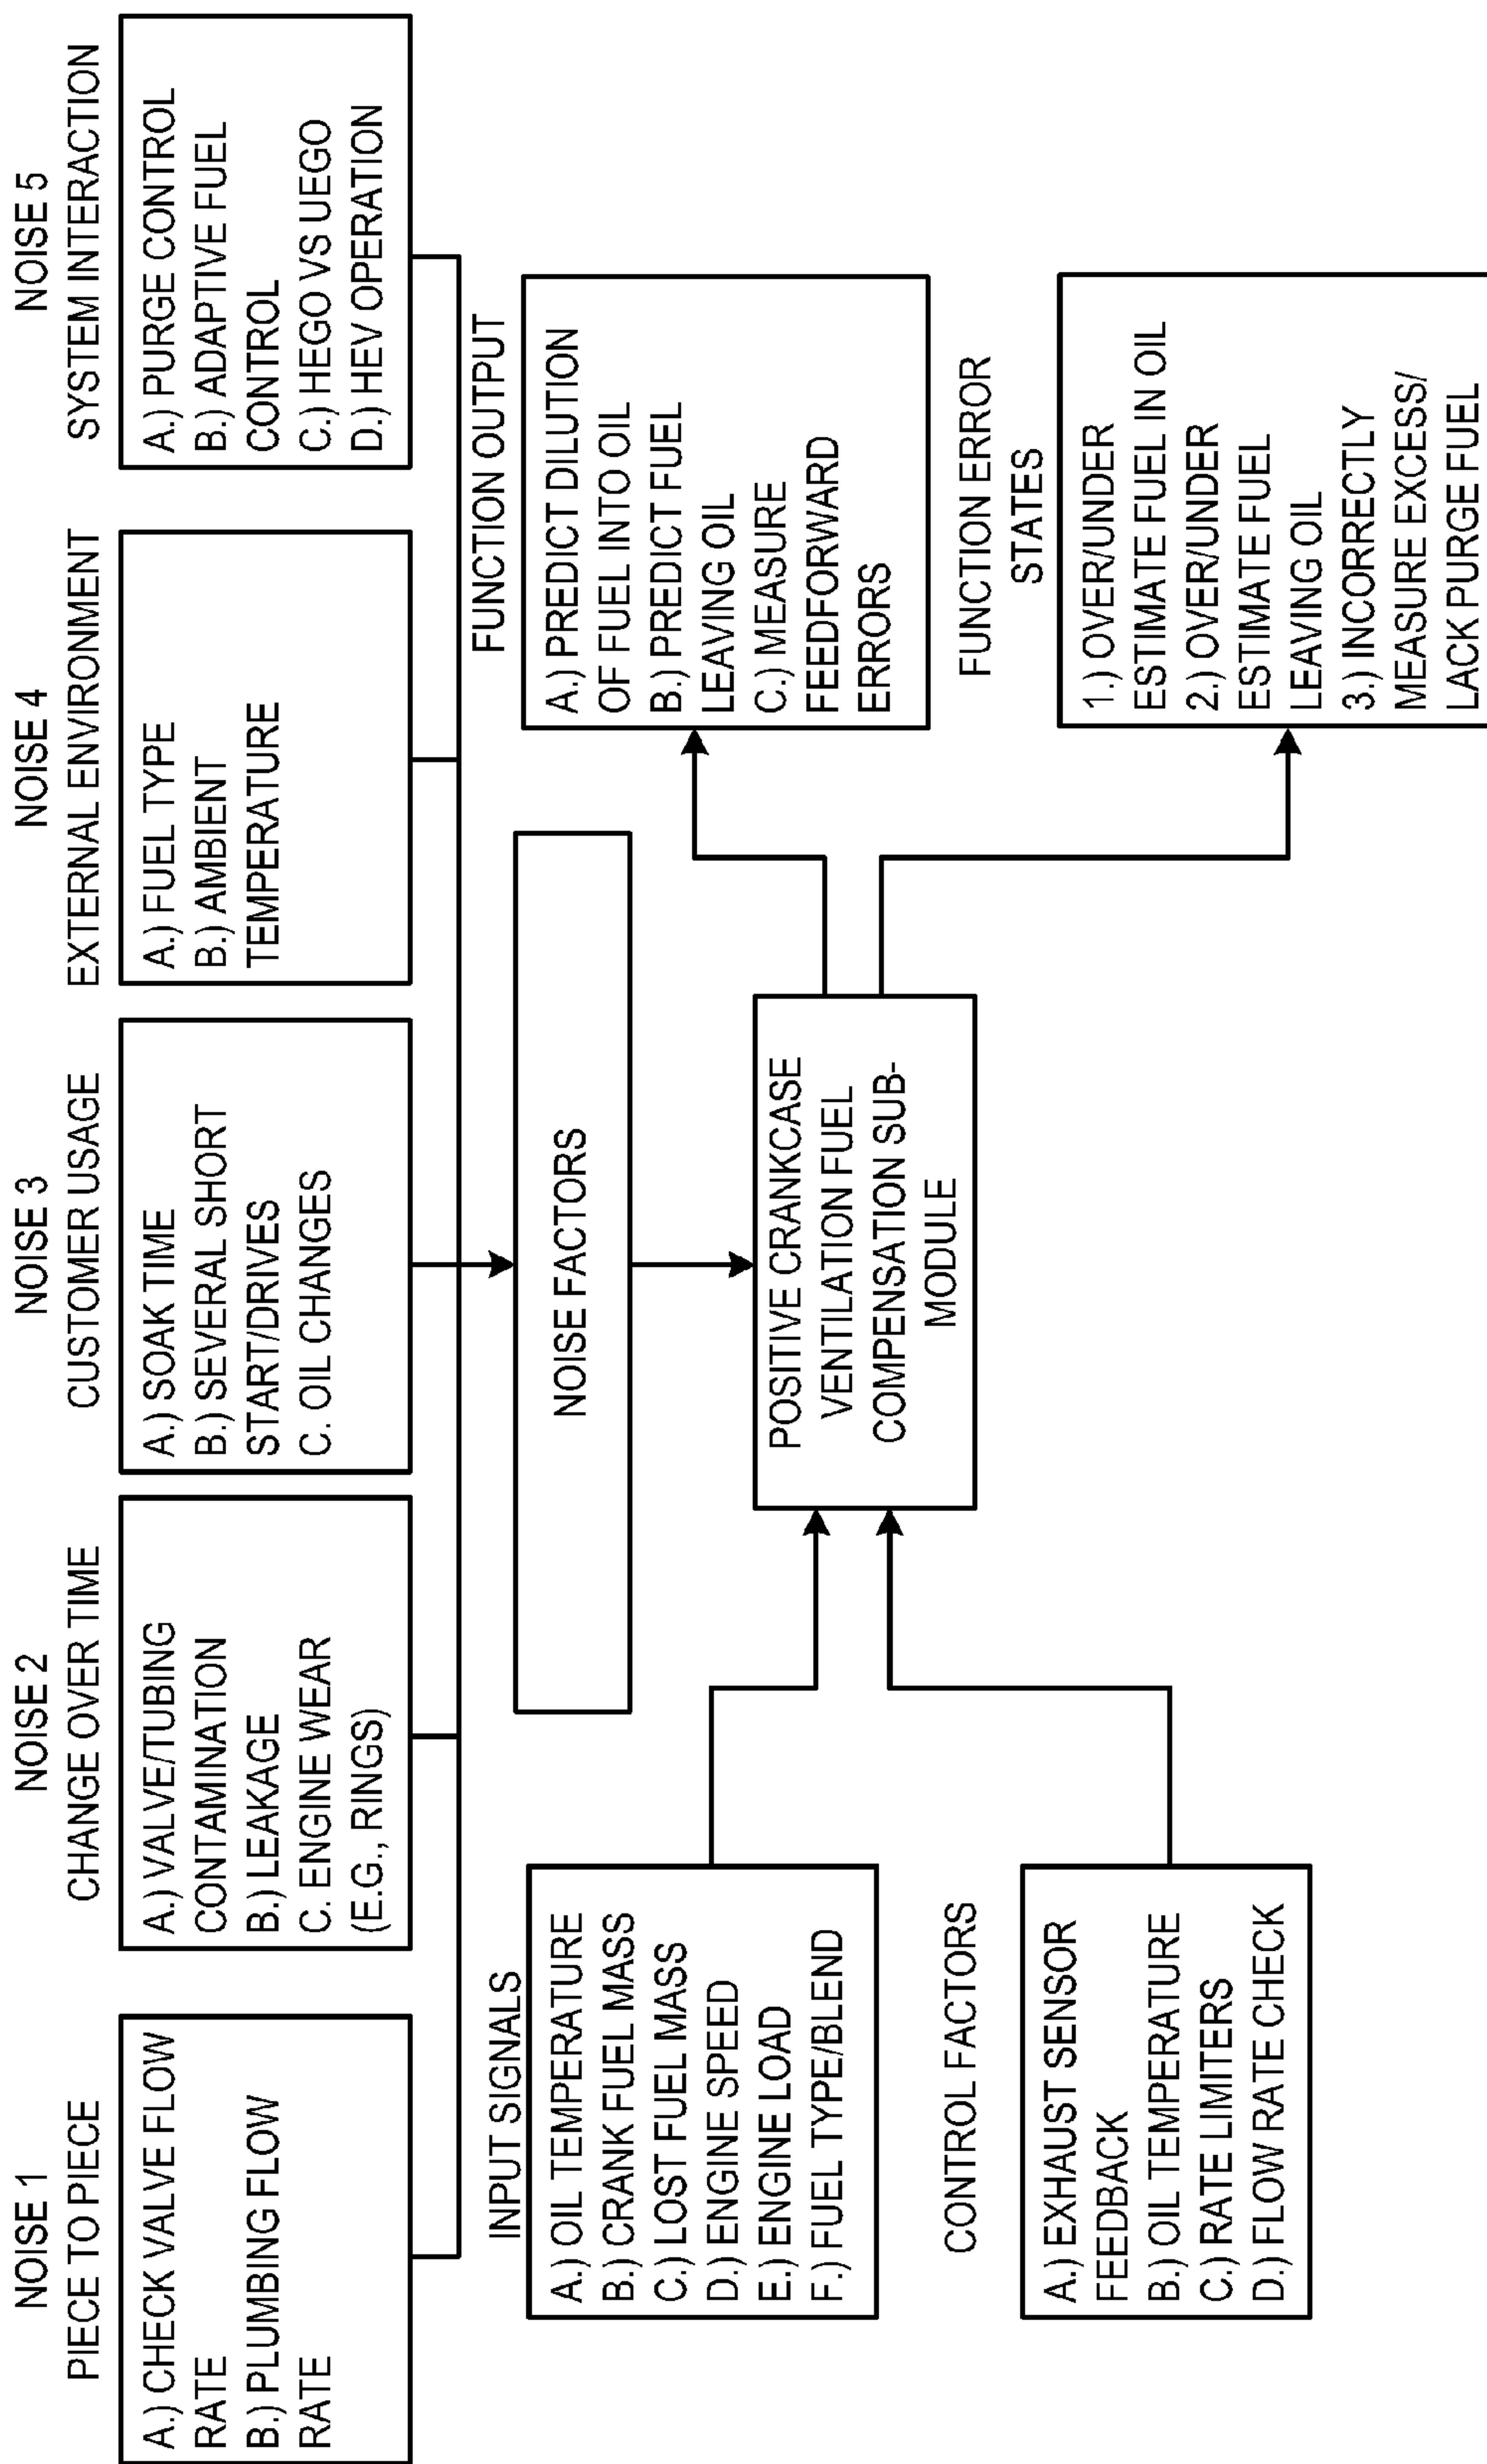 NOISE 1
PIECE TO PIECE
A.) CHECK VALVE FLOW
RATE
B.) PLUMBING FLOW
RATE
NOISE 2
CHANGE OVER TIME
A.) VALVE/TUBING
CONTAMINATION
B.) LEAKAGE
C. ENGINE WEAR
(E.G., RINGS)
NOISE 3
CUSTOMER USAGE
A.) SOAK TIME
B.) SEVERAL SHORT
START/DRIVES
C. OIL CHANGES
NOISE 4
EXTERNAL ENVIRONMENT
A.) FUEL TYPE
B.) AMBIENT
TEMPERATURE
NOISE 5
SYSTEM INTERACTION
A.) PURGE CONTROL
B.) ADAPTIVE FUEL
CONTROL
C.) HEGO VS UEGO
D.) HEV OPERATION
NOISE FACTORS
INPUT SIGNALS
A.) OIL TEMPERATURE
B.) CRANK FUEL MASS
C.) LOST FUEL MASS
D.) ENGINE SPEED
E.) ENGINE LOAD
F.) FUEL TYPE/BLEND
CONTROL FACTORS
A.) EXHAUST SENSOR
FEEDBACK
B.) OIL TEMPERATURE
C.) RATE LIMITERS
D.) FLOW RATE CHECK
POSITIVE CRANKCASE
VENTILATION FUEL
COMPENSATION SUB-
MODULE
FUNCTION OUTPUT
A.) PREDICT DILUTION
OF FUEL INTO OIL
B.) PREDICT FUEL
LEAVING OIL
C.) MEASURE
FEEDFORWARD
ERRORS
FUNCTION ERROR
STATES
1.) OVER/UNDER
ESTIMATE FUEL IN OIL
2.) OVER/UNDER
ESTIMATE FUEL
LEAVING OIL
3.) INCORRECTLY
MEASURE EXCESS/
LACK PURGE FUEL